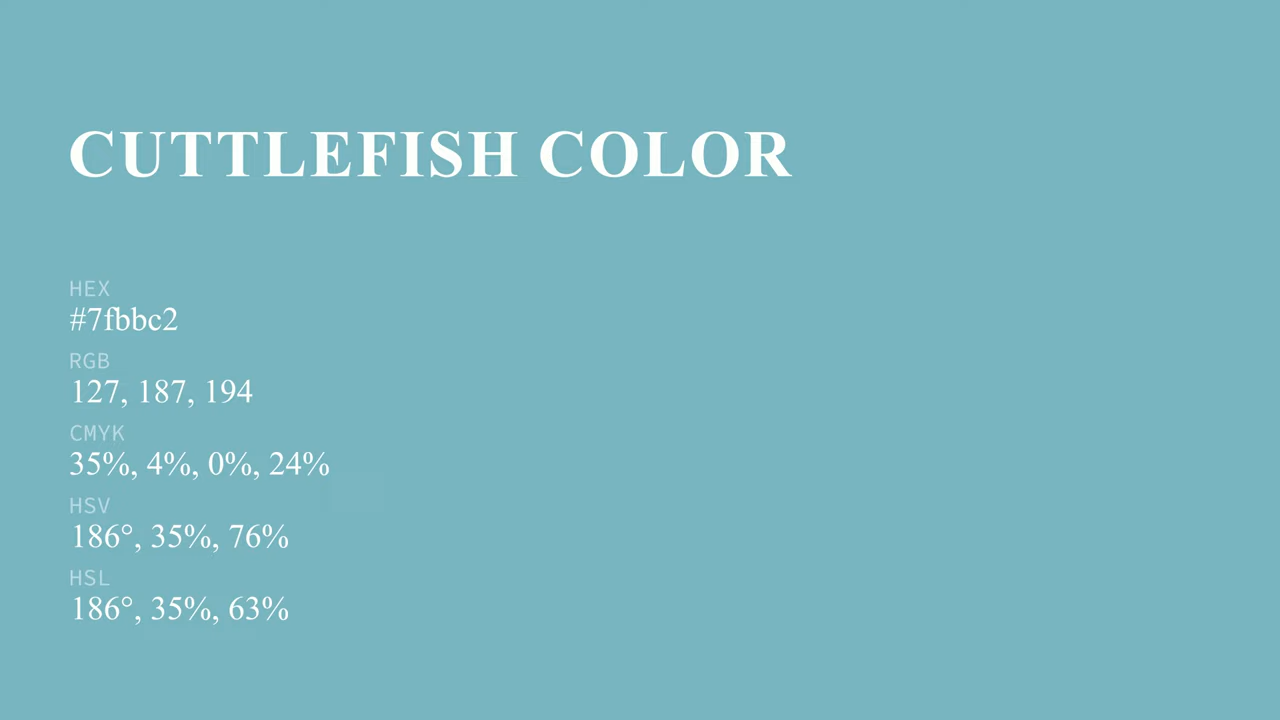 CUTTLEFISH COLOR
HEX
#7fbbc2
RGB
127, 187, 194
CMYK
35%, 4%, 0%, 24%
HSV
186°, 35%, 76%
HSL
186°, 35%, 63%